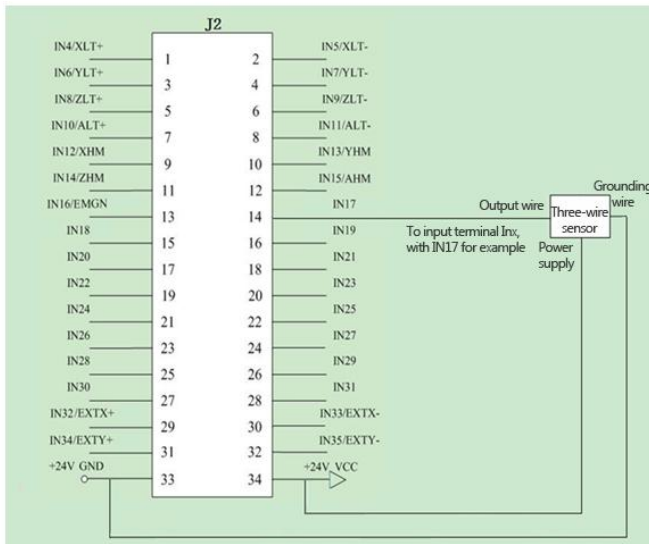 J2
IN4/XLT+ 1 2 IN5/XLT-
IN6/YLT+ 3 4 IN7/YLT-
IN8/ZLT+ 5 6 IN9/ZLT-
IN10/ALT+ 7 8 IN11/ALT-
IN12/XHM 9 10 IN13/YHM
IN14/ZHM 11 12 IN15/AHM
IN16/EMGN 13 14 IN17
IN18 15 16 IN19
IN20 17 18 IN21
IN22 19 20 IN23
IN24 21 22 IN25
IN26 23 24 IN27
IN28 25 26 IN29
IN30 27 28 IN31
IN32/EXTX+ 29 30 IN33/EXTX-
IN34/EXTY+ 31 32 IN35/EXTY-
+24V GND 33 34 +24V VCC
Output wire
To input terminal Inx,
with IN17 for example
Three-wire
sensor
Grounding
wire
Power
supply